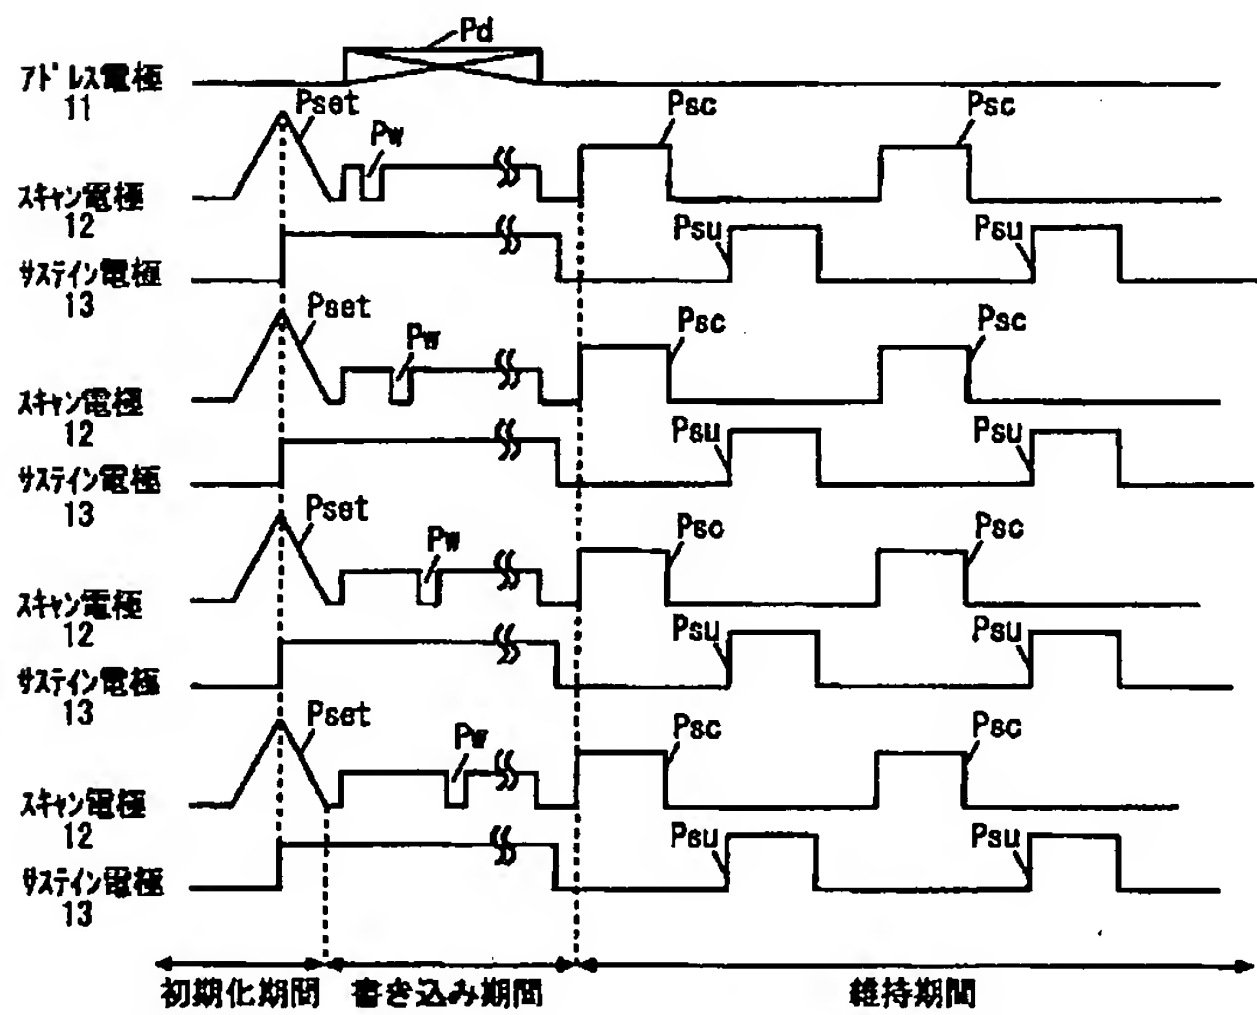 Pd
ｱﾄﾞﾚｽ電極
11
Pset
Pw
Psc
Psc
ｽｷｬﾝ電極
12
Psu
Psu
ｻｽﾃｲﾝ電極
13
Pset
Pw
Psc
Psc
ｽｷｬﾝ電極
12
Psu
Psu
ｻｽﾃｲﾝ電極
13
Pset
Pw
Psc
Psc
ｽｷｬﾝ電極
12
Psu
Psu
ｻｽﾃｲﾝ電極
13
Pset
Pw
Psc
Psc
ｽｷｬﾝ電極
12
Psu
Psu
ｻｽﾃｲﾝ電極
13
初期化期間 書き込み期間 維持期間